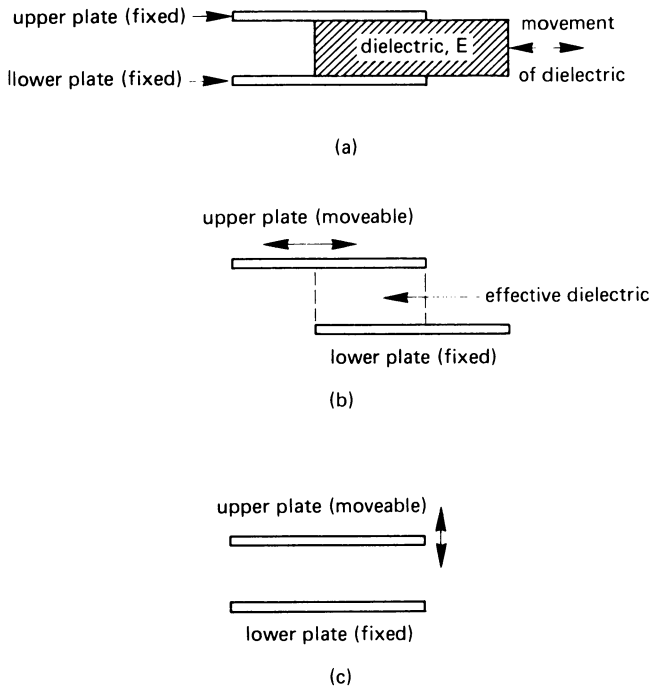 upper plate (fixed)
dielectric, E
movement
of dielectric
lower plate (fixed)
(a)
upper plate (moveable)
effective dielectric
lower plate (fixed)
(b)
upper plate (moveable)
lower plate (fixed)
(c)